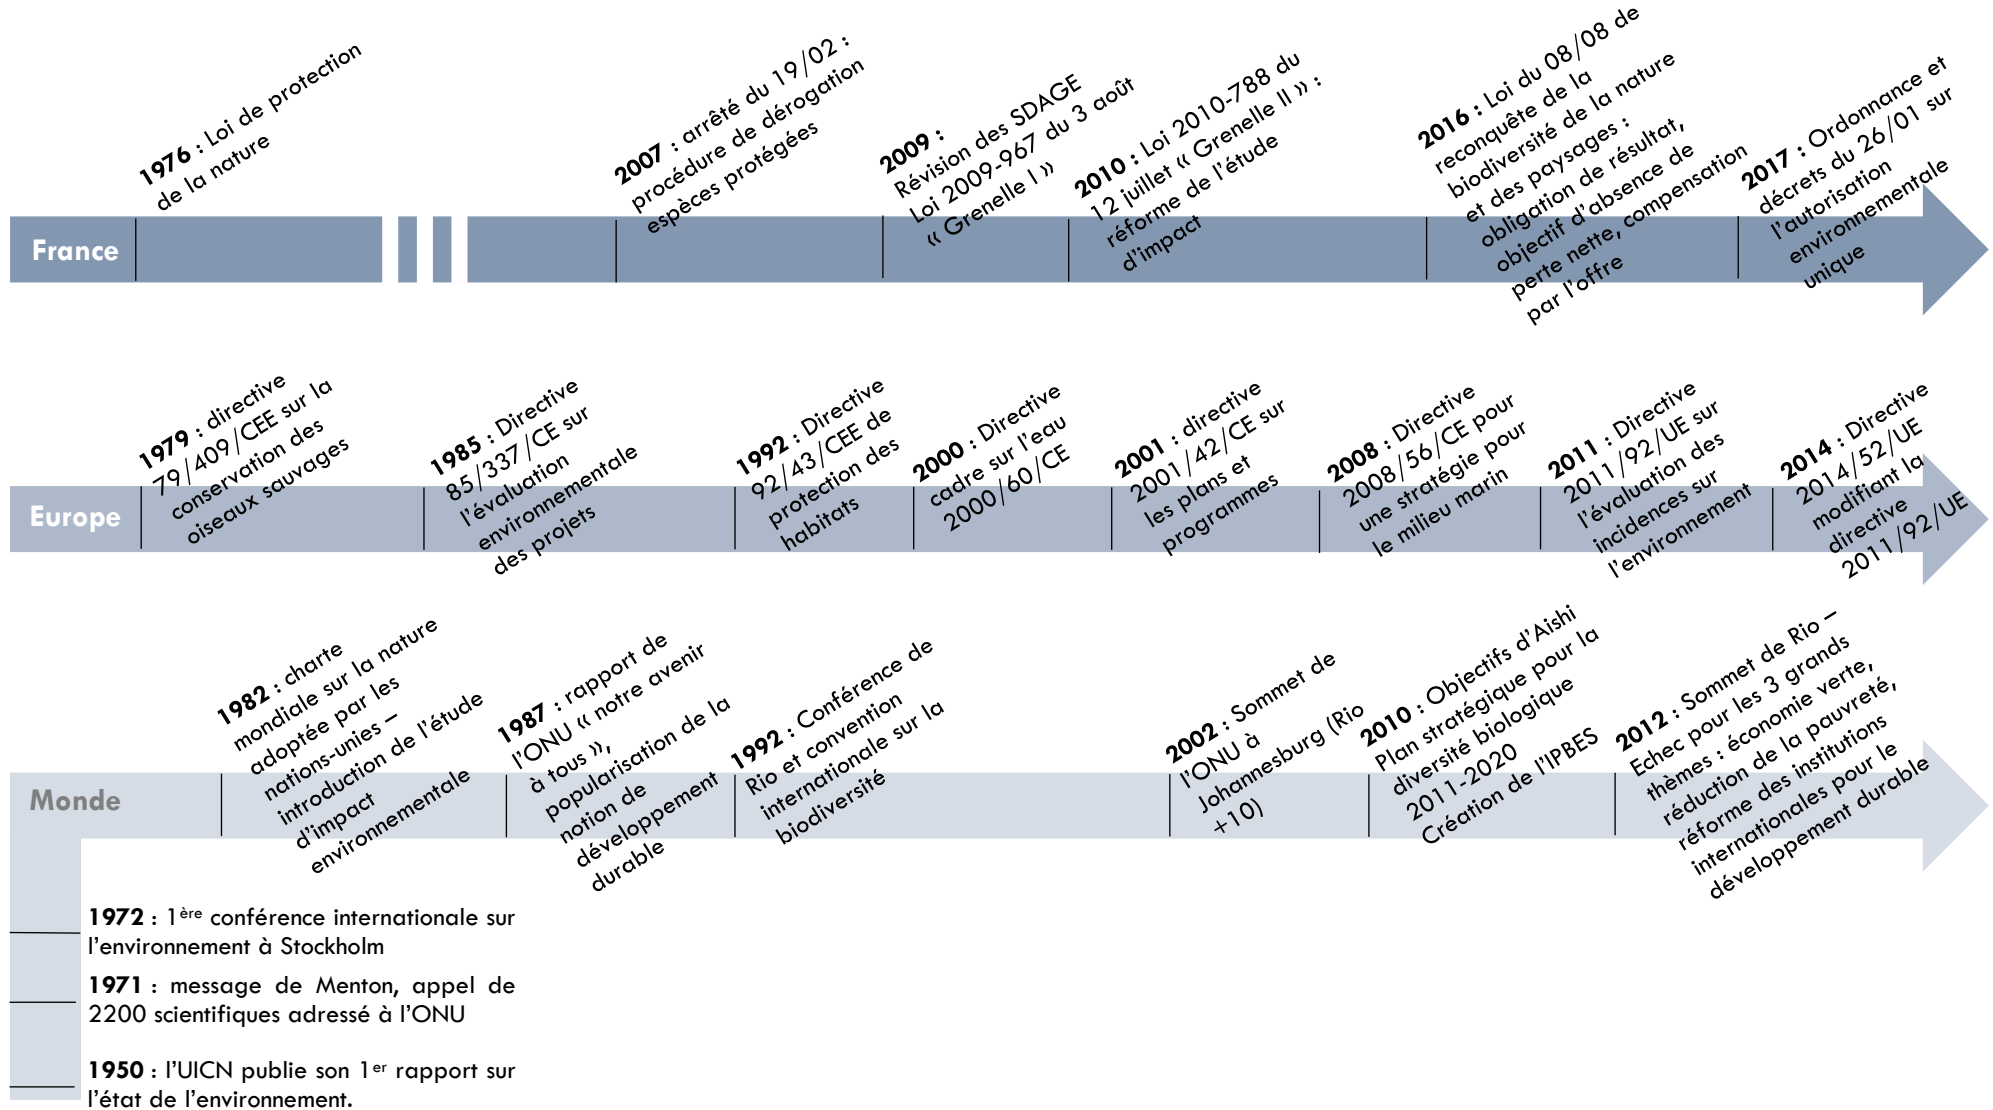 France
1976 : Loi de protection
de la nature
2007 : arrêté du 19/02 :
procédure de dérogation
espèces protégées
2009 :
Révision des SDAGE
Loi 2009-967 du 3 août
« Grenelle I »
2010 : Loi 2010-788 du
12 juillet « Grenelle II » :
réforme de l'étude
d'impact
2016 : Loi du 08/08 de
reconquête de la
biodiversité de la nature
et des paysages :
obligation de résultat,
objectif d'absence de
perte nette, compensation
par l'offre
2017 : Ordonnance et
décrets du 26/01 sur
l'autorisation
environnementale
unique
Europe
1979 : directive
79/409/CEE sur la
conservation des
oiseaux sauvages
1985 : Directive
85/337/CE sur
l'évaluation
environnementale
des projets
1992 : Directive
92/43/CEE de
protection des
habitats
2000 : Directive
cadre sur l'eau
2000/60/CE
2001 : directive
2001/42/CE sur
les plans et
programmes
2008 : Directive
2008/56/CE pour
une stratégie pour
le milieu marin
2011 : Directive
2011/92/UE sur
l'évaluation des
incidences sur
l'environnement
2014 : Directive
2014/52/UE
modifiant la
directive
2011/92/UE
Monde
1982 : charte
mondiale sur la nature
adoptée par les
nations-unies –
introduction de l'étude
d'impact
environnementale
1987 : rapport de
l'ONU « notre avenir
à tous »,
popularisation de la
notion de
développement
durable
1992 : Conférence de
Rio et convention
internationale sur la
biodiversité
2002 : Sommet de
l'ONU à
Johannesburg (Rio
+10)
2010 : Objectifs d'Aishi
Plan stratégique pour la
diversité biologique
2011-2020
Création de l'IPBES
2012 : Sommet de Rio –
Echec pour les 3 grands
thèmes : économie verte,
réduction de la pauvreté,
réforme des institutions
internationales pour le
développement durable
1972 : 1ère conférence internationale sur
l'environnement à Stockholm
1971 : message de Menton, appel de
2200 scientifiques adressé à l'ONU
1950 : l'UICN publie son 1er rapport sur
l'état de l'environnement.